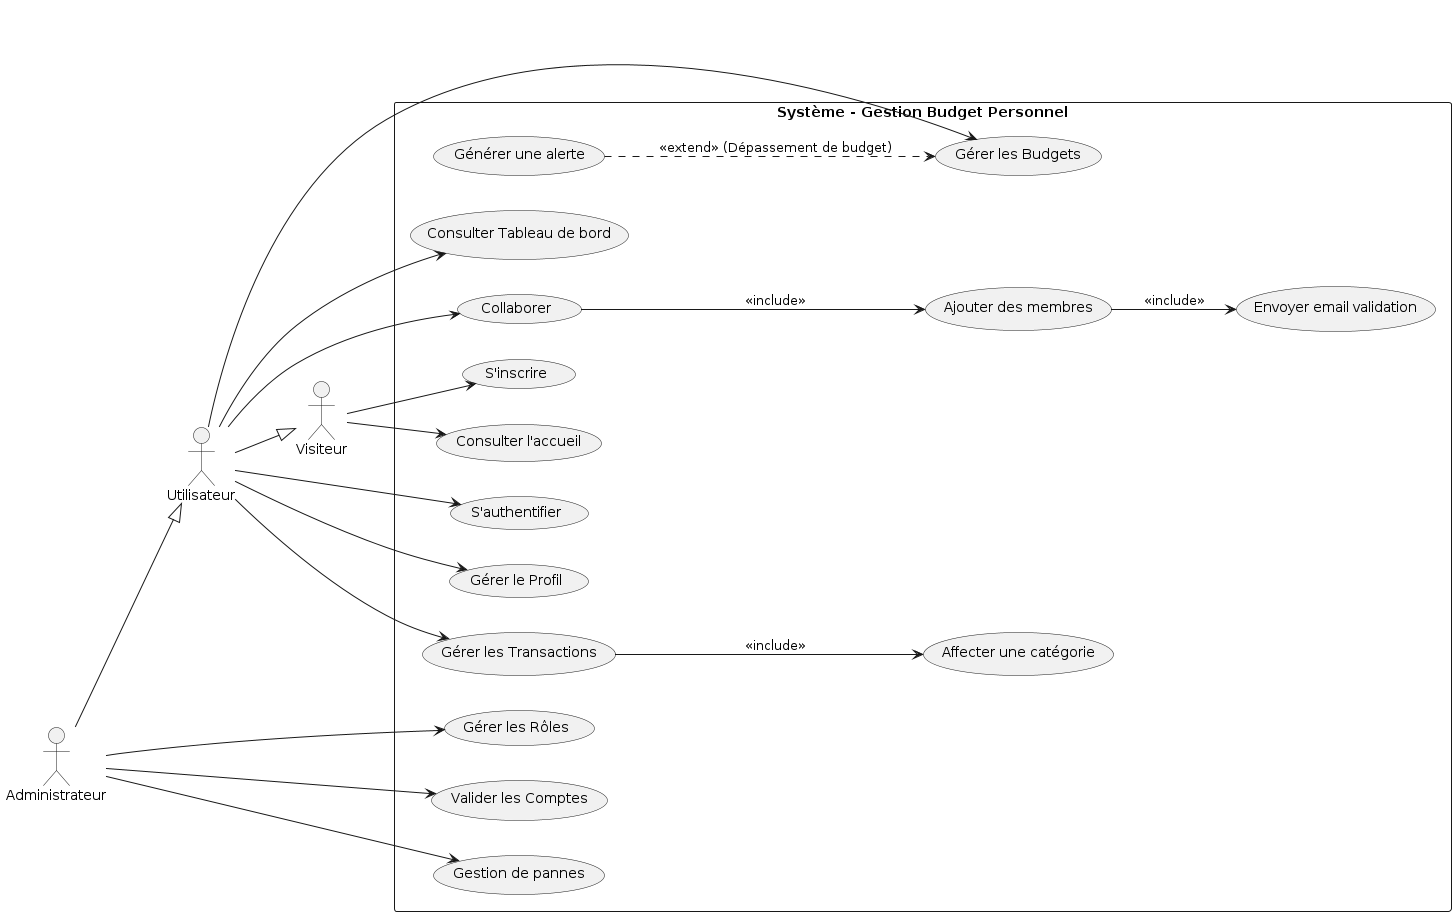 Système - Gestion Budget Personnel
Générer une alerte
«extend» (Dépassement de budget)
Gérer les Budgets
Consulter Tableau de bord
Collaborer
«include»
Ajouter des membres
«include»
Envoyer email validation
S'inscrire
Visiteur
Consulter l'accueil
Utilisateur
S'authentifier
Gérer le Profil
Gérer les Transactions
«include»
Affecter une catégorie
Gérer les Rôles
Administrateur
Valider les Comptes
Gestion de pannes